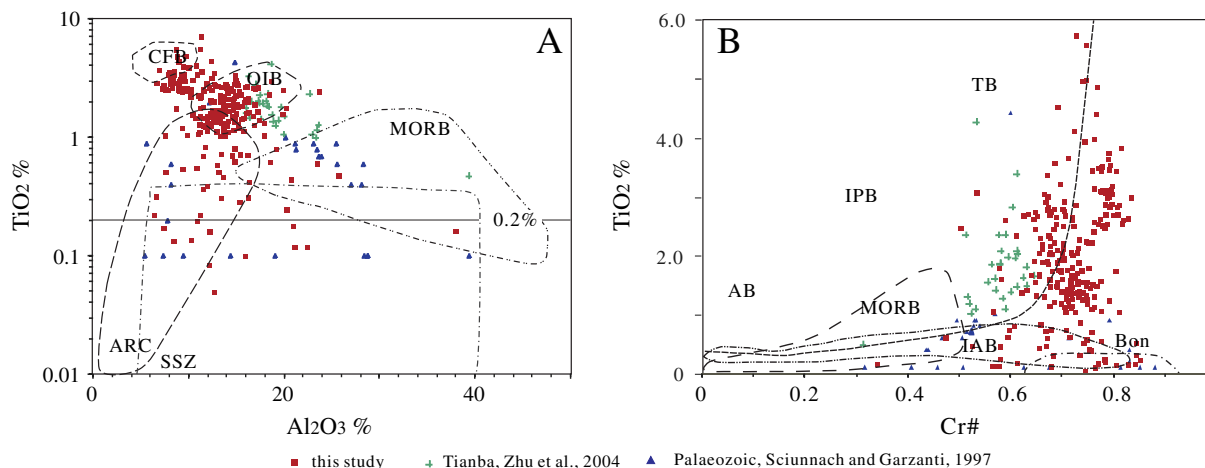 A
B
10
1
0.1
0.01
TiO2 %
CFB
OIB
MORB
0.2%
ARC
SSZ
0
20
40
Al2O3 %
6.0
4.0
2.0
0
TiO2 %
TB
IPB
AB
MORB
IAB
Bon
0
0.4
0.6
0.8
Cr#
this study
Tianba, Zhu et al., 2004
Palaeozoic, Sciunnach and Garzanti, 1997